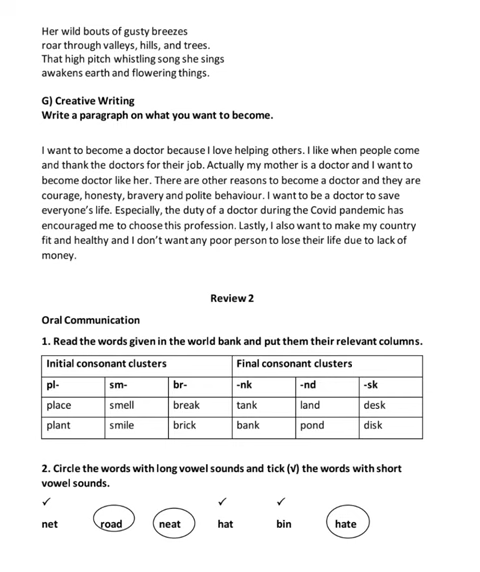 Her wild bouts of gusty breezes
roar through valleys, hills, and trees.
That high pitch whistling song she sings
awakens earth and flowering things.
G) Creative Writing
Write a paragraph on what you want to become.
I want to become a doctor because I love helping others. I like when people come
and thank the doctors for their job. Actually my mother is a doctor and I want to
become doctor like her. There are other reasons to become a doctor and they are
courage, honesty, bravery and polite behaviour. I want to be a doctor to save
everyone's life. Especially, the duty of a doctor during the Covid pandemic has
encouraged me to choose this profession. Lastly, I also want to make my country
fit and healthy and I don't want any poor person to lose their life due to lack of
money.
Review 2
Oral Communication
1. Read the words given in the world bank and put them their relevant columns.
Initial consonant clusters Final consonant clusters
pl- sm- br- -nk -nd -sk
place smell break tank land desk
plant smile brick bank pond disk
2. Circle the words with long vowel sounds and tick (√) the words with short
vowel sounds.
✓ ✓ ✓
net road neat hat bin hate